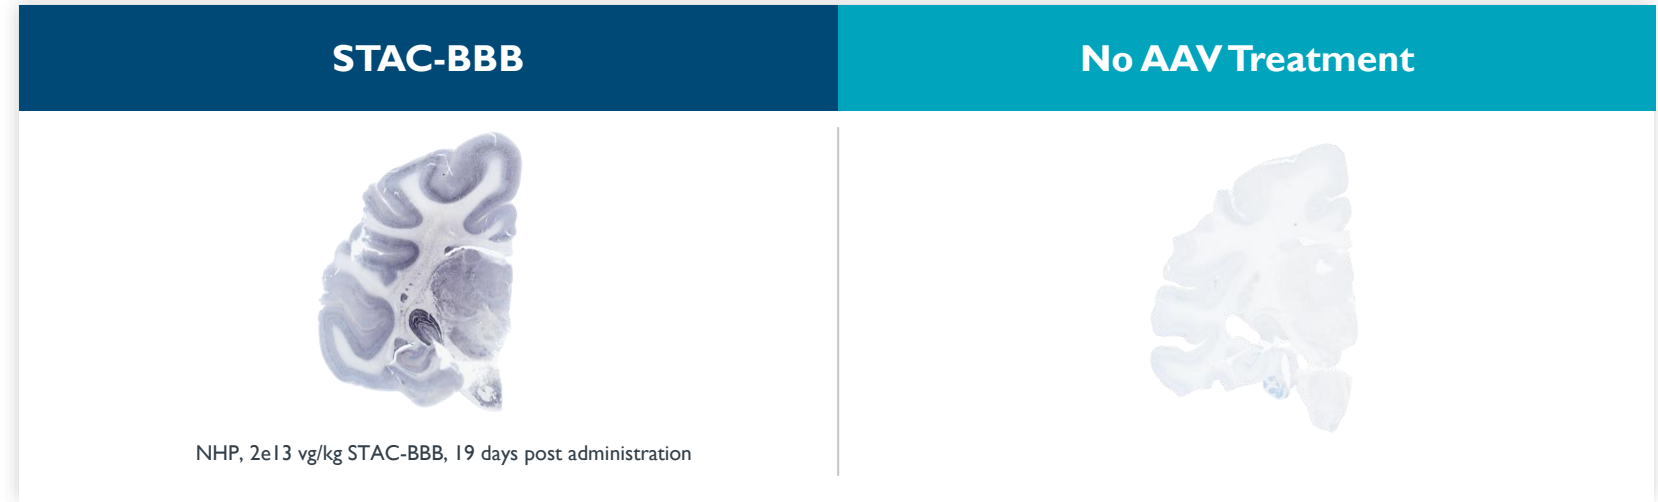 STAC-BBB
No AAV Treatment
NHP, 2e13 vg/kg STAC-BBB, 19 days post administration